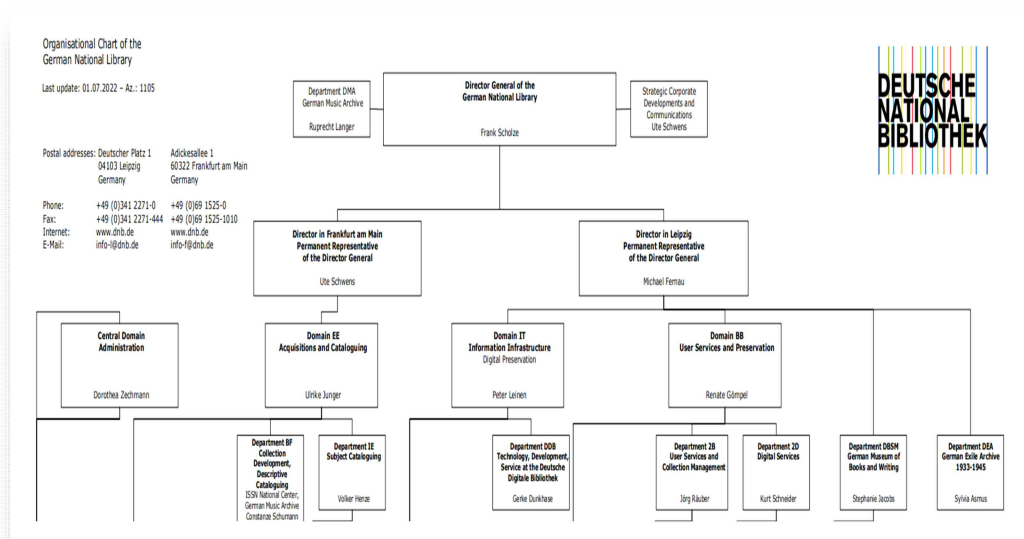 Organisational Chart of the
German National Library
Last update: 01.07.2022 – Az.: 1105
Postal addresses: Deutscher Platz 1 Adickesallee 1
04103 Leipzig 60322 Frankfurt am Main
Germany Germany
Phone: +49 (0)341 2271-0 +49 (0)69 1525-0
Fax: +49 (0)341 2271-444 +49 (0)69 1525-1010
Internet: www.dnb.de www.dnb.de
E-Mail: info-l@dnb.de info-f@dnb.de
Department DMA
German Music Archive
Ruprecht Langer
Director General of the
German National Library
Frank Scholze
Strategic Corporate
Developments and
Communications
Ute Schwens
DEUTSCHE
NATIONAL
BIBLIOTHEK
Director in Frankfurt am Main
Permanent Representative
of the Director General
Ute Schwens
Director in Leipzig
Permanent Representative
of the Director General
Michael Fernau
Central Domain
Administration
Dorothea Zechmann
Domain EE
Acquisitions and Cataloguing
Ulrike Junger
Domain IT
Information Infrastructure
Digital Preservation
Peter Leinen
Domain BB
User Services and Preservation
Renate Gömpel
Department BF
Collection
Development,
Descriptive
Cataloguing
ISSN National Center,
German Music Archive
Constanze Schumann
Department IE
Subject Cataloguing
Volker Henze
Department DDB
Technology, Development,
Service at the Deutsche
Digitale Bibliothek
Gerke Dunkhase
Department 2B
User Services and
Collection Management
Jörg Räuber
Department 2D
Digital Services
Kurt Schneider
Department DBSM
German Museum of
Books and Writing
Stephanie Jacobs
Department DEA
German Exile Archive
1933-1945
Sylvia Asmus